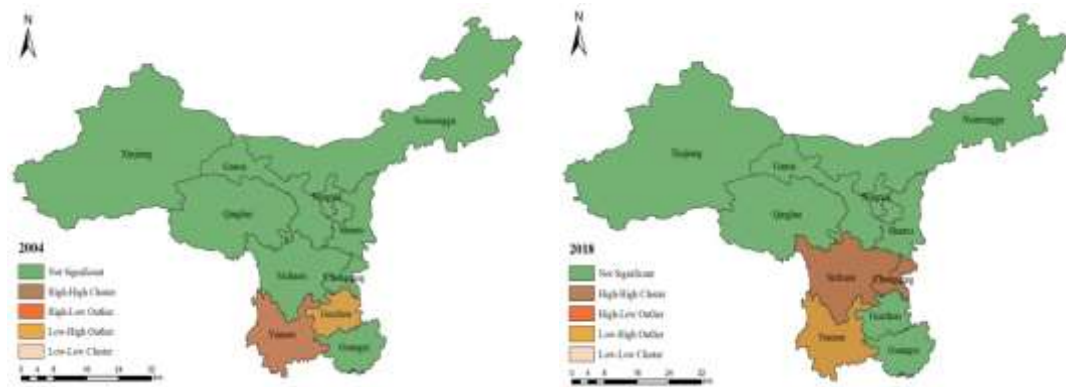 N
Xinjiang
Neimenggu
Gansu
Ningxia
Qinghai
Shanxi
2004
Not Significant
High-High Cluster
High-Low Outlier
Low-High Outlier
Low-Low Cluster
Sichuan
Chongqing
Yunnan
Guizhou
Guangxi
N
Xinjiang
Neimenggu
Gansu
Ningxia
Qinghai
Shanxi
2018
Not Significant
High-High Cluster
High-Low Outlier
Low-High Outlier
Low-Low Cluster
Sichuan
Chongqing
Yunnan
Guizhou
Guangxi